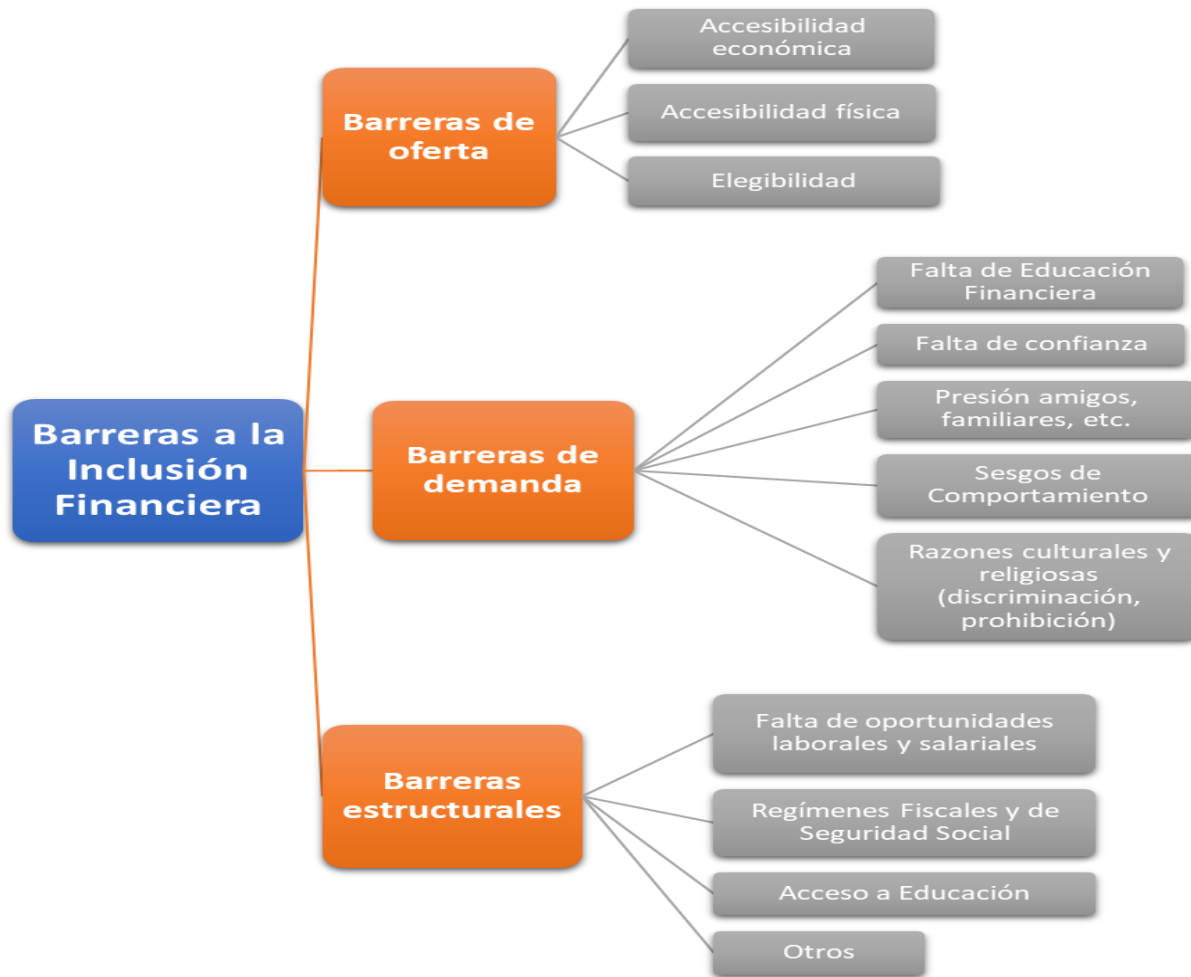 Accesibilidad
económica
Barreras de
oferta
Accesibilidad física
Elegibilidad
Falta de Educación
Financiera
Falta de confianza
Presión amigos,
familiares, etc.
Barreras a la
Inclusión
Financiera
Barreras de
demanda
Sesgos de
Comportamiento
Razones culturales y
religiosas
(discriminación,
prohibición)
Falta de oportunidades
laborales y salariales
Barreras
estructurales
Regímenes Fiscales y de
Seguridad Social
Acceso a Educación
Otros